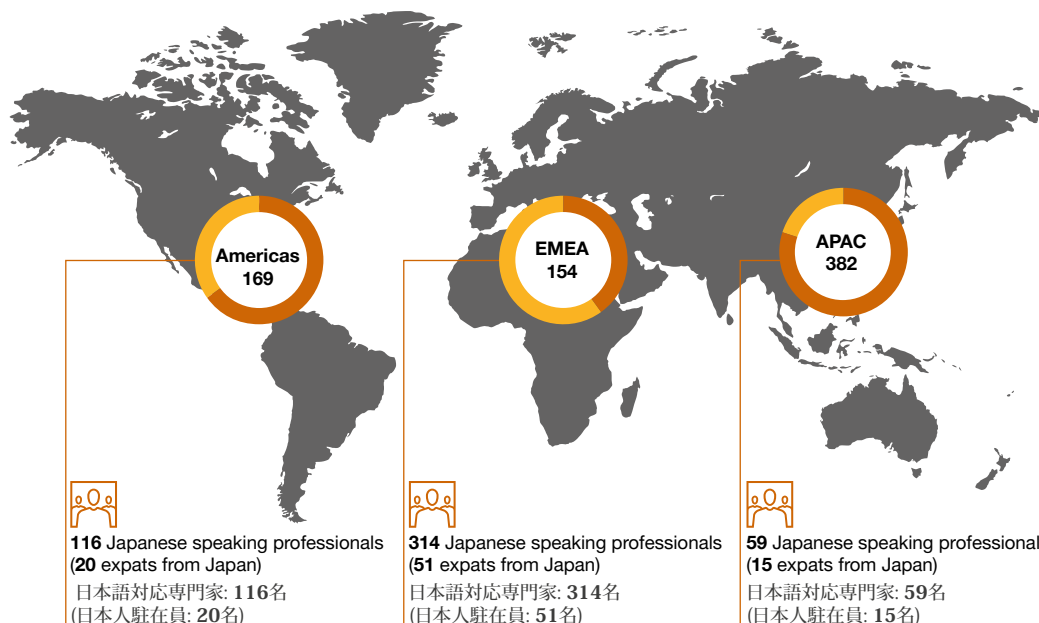 Americas
169
EMEA
154
APAC
382
116 Japanese speaking professionals
(20 expats from Japan)
日本語対応専門家: 116名
(日本人駐在員: 20名)
314 Japanese speaking professionals
(51 expats from Japan)
日本語対応専門家: 314名
(日本人駐在員: 51名)
59 Japanese speaking professional
(15 expats from Japan)
日本語対応専門家: 59名
(日本人駐在員: 15名)